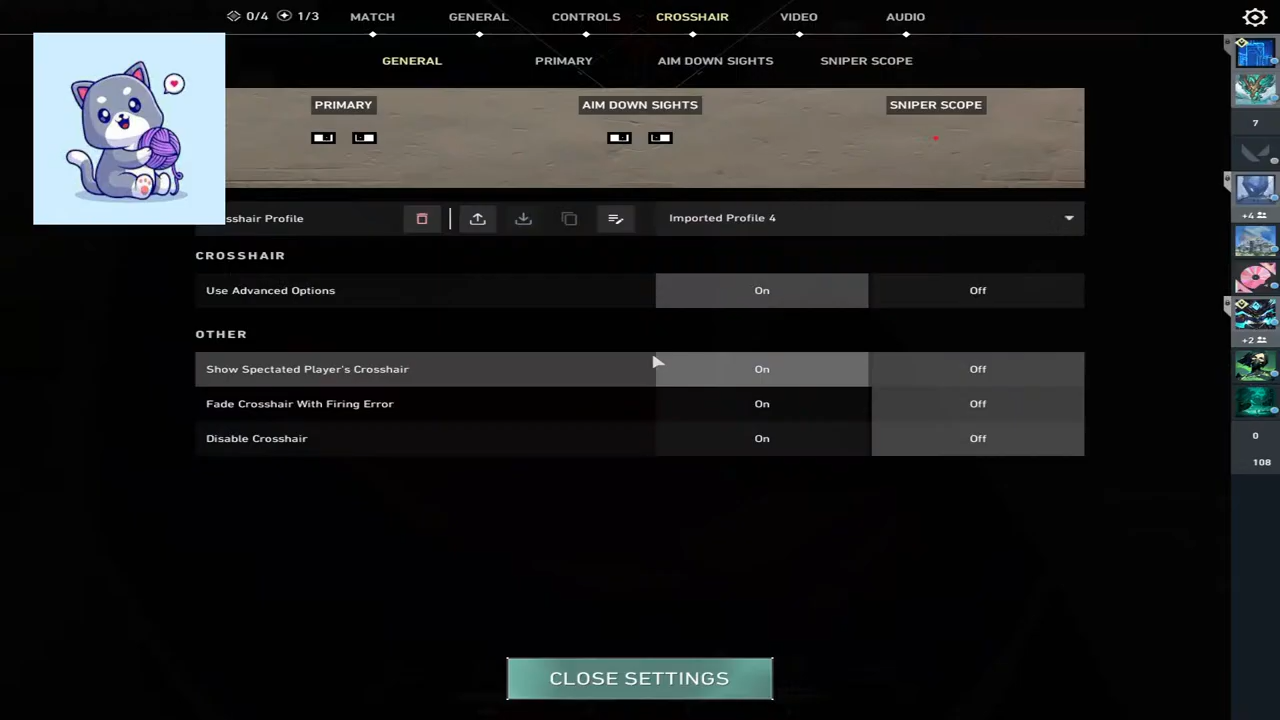 0/4 1/3 MATCH GENERAL CONTROLS CROSSHAIR VIDEO AUDIO
GENERAL PRIMARY AIM DOWN SIGHTS SNIPER SCOPE
PRIMARY AIM DOWN SIGHTS SNIPER SCOPE
sshair Profile Imported Profile 4
CROSSHAIR
Use Advanced Options On Off
OTHER
Show Spectated Player's Crosshair On Off
Fade Crosshair With Firing Error On Off
Disable Crosshair On Off
CLOSE SETTINGS
7
+4
+2
0
108